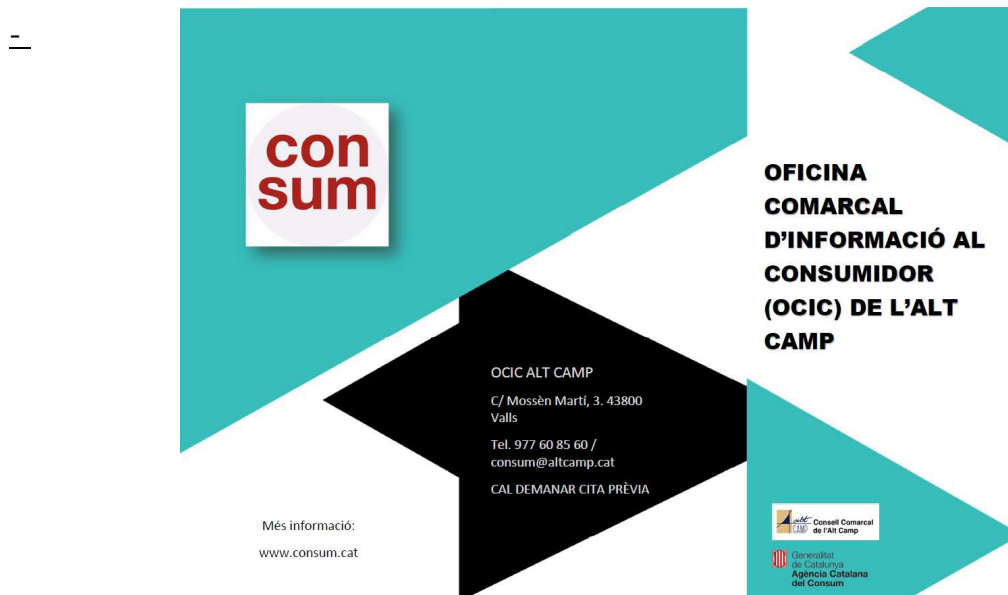 -
con
sum
OCIC ALT CAMP
C/ Mossèn Martí, 3. 43800
Valls
Tel. 977 60 85 60 /
consum@altcamp.cat
CAL DEMANAR CITA PRÈVIA
Més informació:
www.consum.cat
OFICINA
COMARCAL
D'INFORMACIÓ AL
CONSUMIDOR
(OCIC) DE L'ALT
CAMP
alt
CAMP
Consell Comarcal
de l'Alt Camp
Generalitat
de Catalunya
Agència Catalana
del Consum